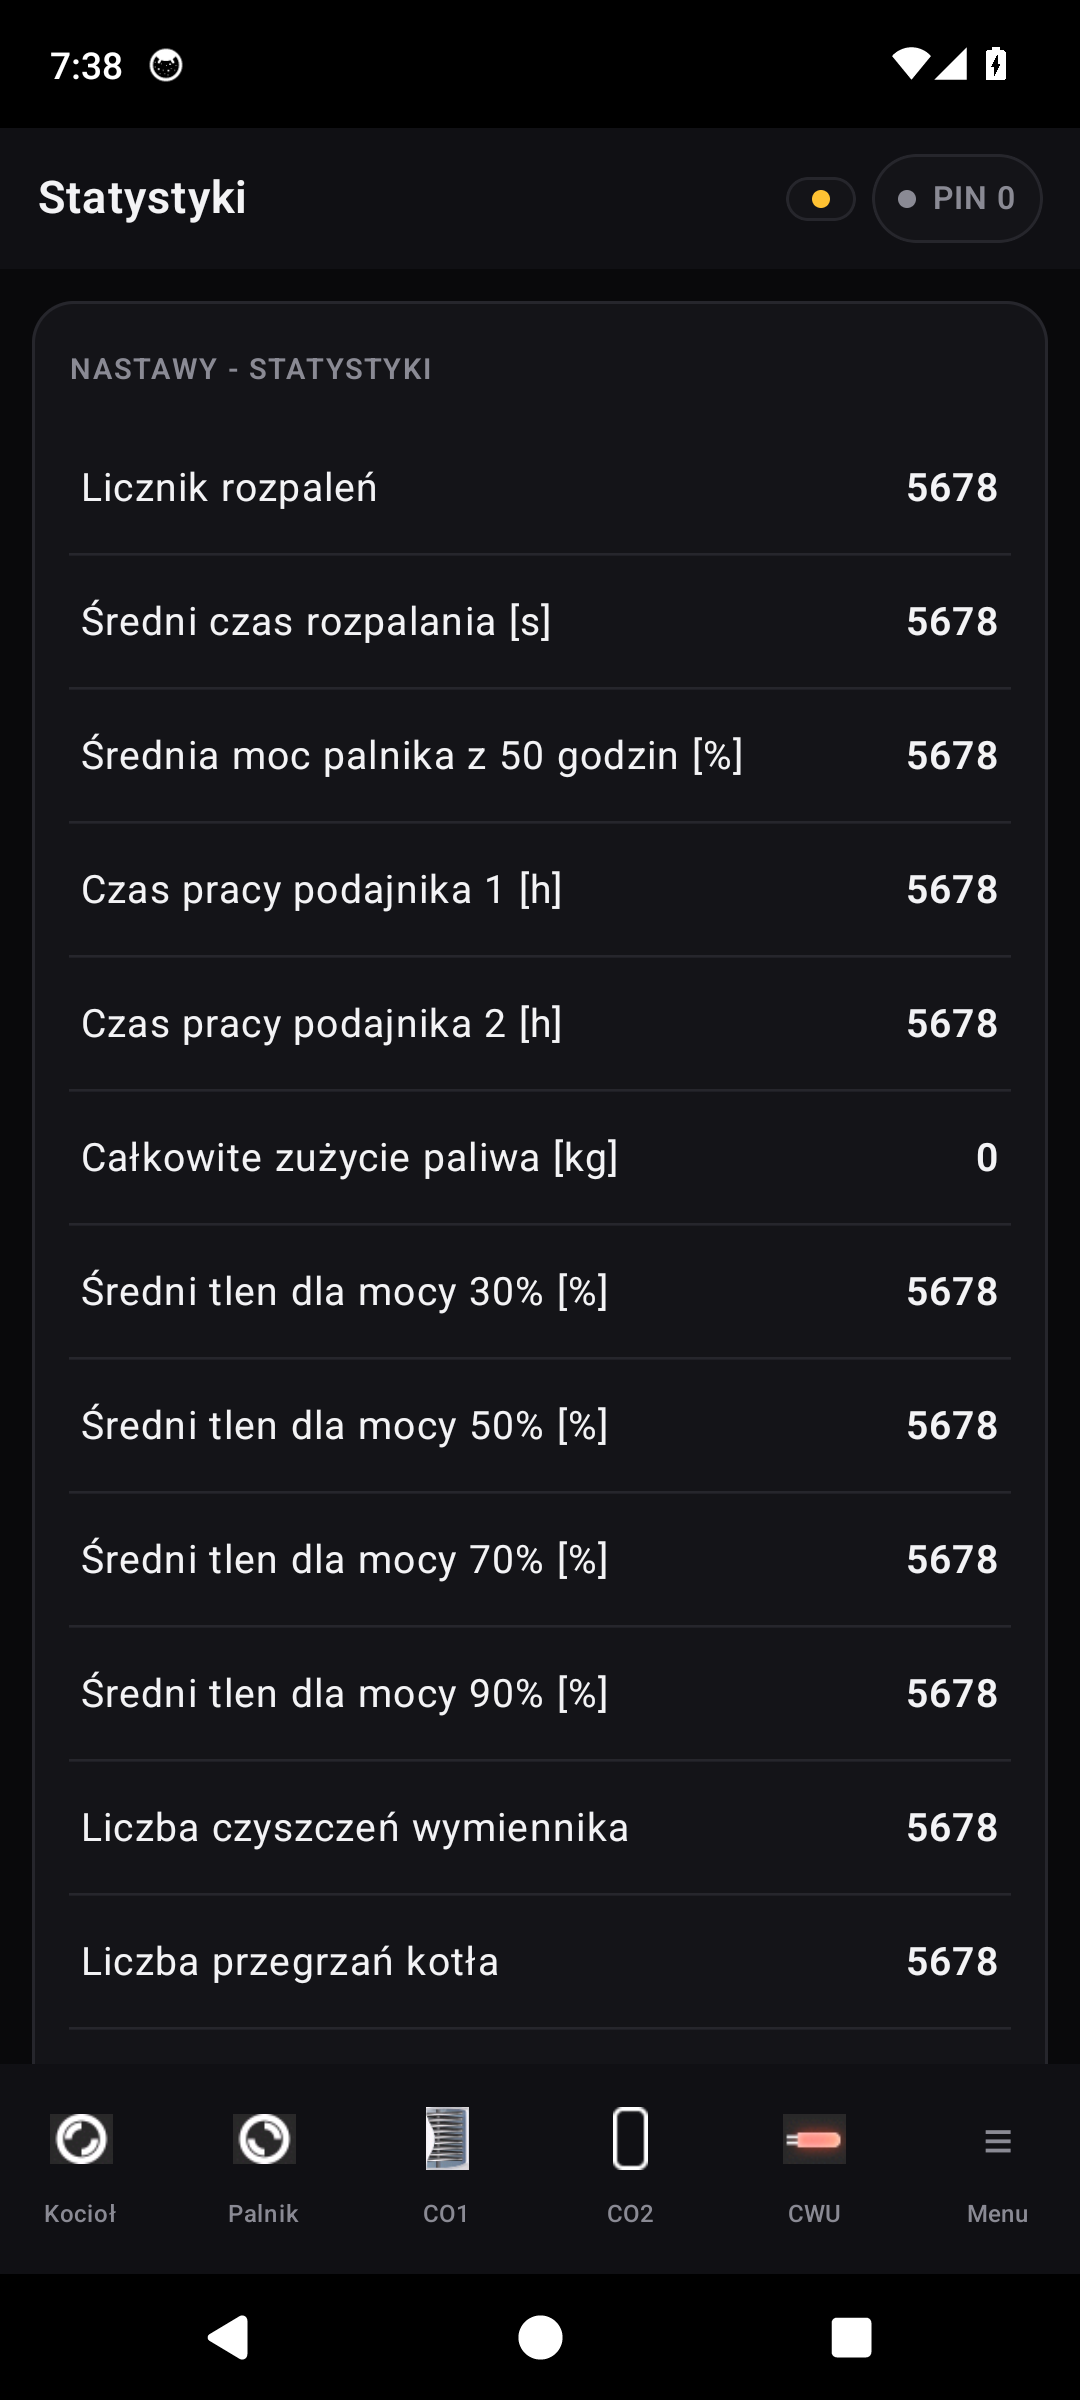 7:38
Statystyki
PIN 0
NASTAWY - STATYSTYKI
Licznik rozpaleń 5678
Średni czas rozpalania [s] 5678
Średnia moc palnika z 50 godzin [%] 5678
Czas pracy podajnika 1 [h] 5678
Czas pracy podajnika 2 [h] 5678
Całkowite zużycie paliwa [kg] 0
Średni tlen dla mocy 30% [%] 5678
Średni tlen dla mocy 50% [%] 5678
Średni tlen dla mocy 70% [%] 5678
Średni tlen dla mocy 90% [%] 5678
Liczba czyszczeń wymiennika 5678
Liczba przegrzań kotła 5678
Kocioł Palnik CO1 CO2 CWU Menu